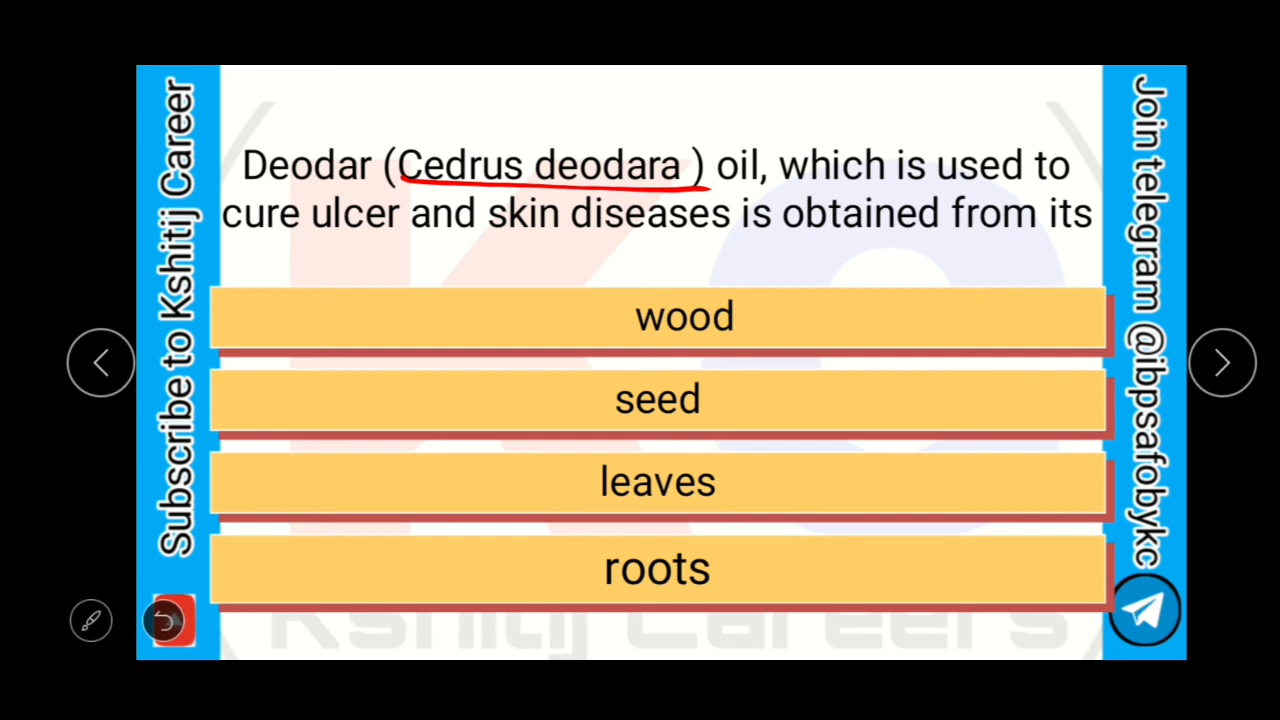 Subscribe to Kshitij Career
Deodar (Cedrus deodara ) oil, which is used to
cure ulcer and skin diseases is obtained from its
wood
seed
leaves
roots
Kshitij Careers
Join telegram @ibpsafobykc